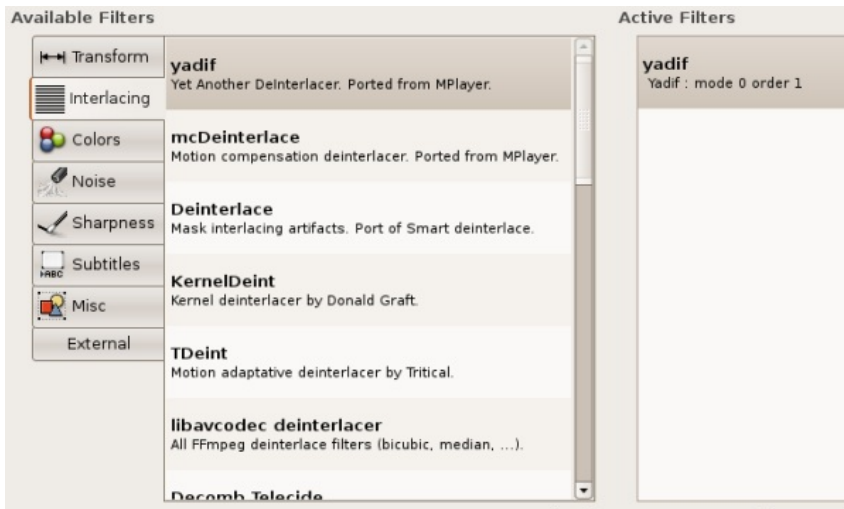 Available Filters
Active Filters
Transform
Interlacing
Colors
Noise
Sharpness
ABC
Subtitles
Misc
External
yadif
Yet Another DeInterlacer. Ported from MPlayer.
mcDeinterlace
Motion compensation deinterlacer. Ported from MPlayer.
Deinterlace
Mask interlacing artifacts. Port of Smart deinterlace.
KernelDeint
Kernel deinterlacer by Donald Graft.
TDeint
Motion adaptative deinterlacer by Tritical.
libavcodec deinterlacer
All FFmpeg deinterlace filters (bicubic, median, ...).
Decomb Telecide
yadif
Yadif : mode 0 order 1